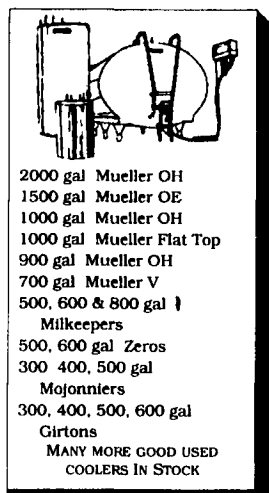 2000 gal Mueller OH
1500 gal Mueller OE
1000 gal Mueller OH
1000 gal Mueller Flat Top
900 gal Mueller OH
700 gal Mueller V
500, 600 & 800 gal
Milkeepers
500, 600 gal Zeros
300 400, 500 gal
Mojonniers
300, 400, 500, 600 gal
Girtons
MANY MORE GOOD USED
COOLERS IN STOCK